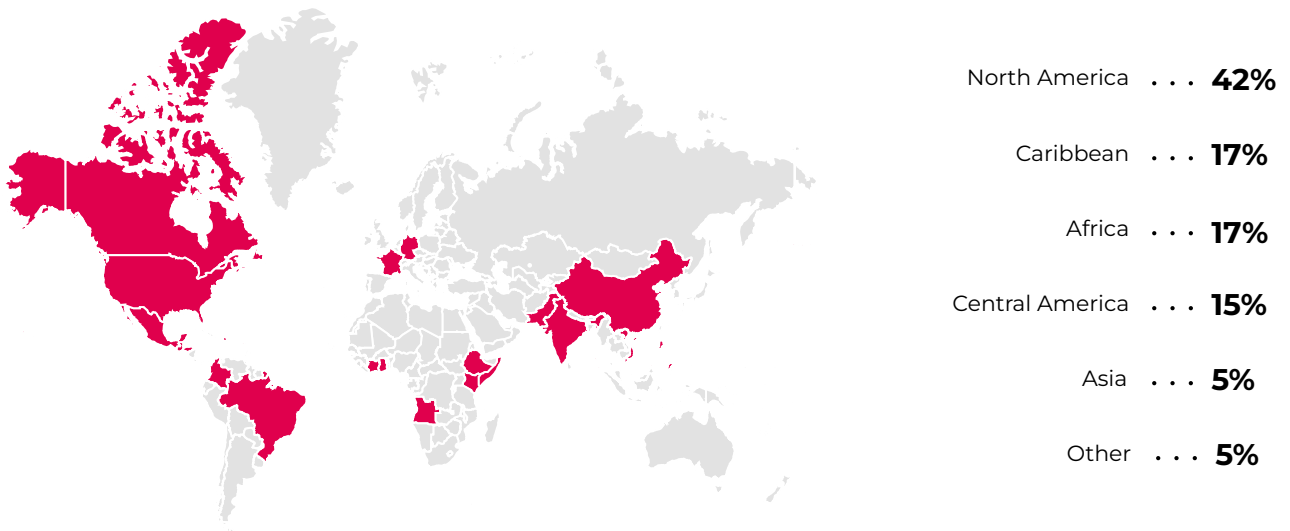 North America . . . 42%
Caribbean . . . 17%
Africa . . . 17%
Central America . . . 15%
Asia . . . 5%
Other . . . 5%